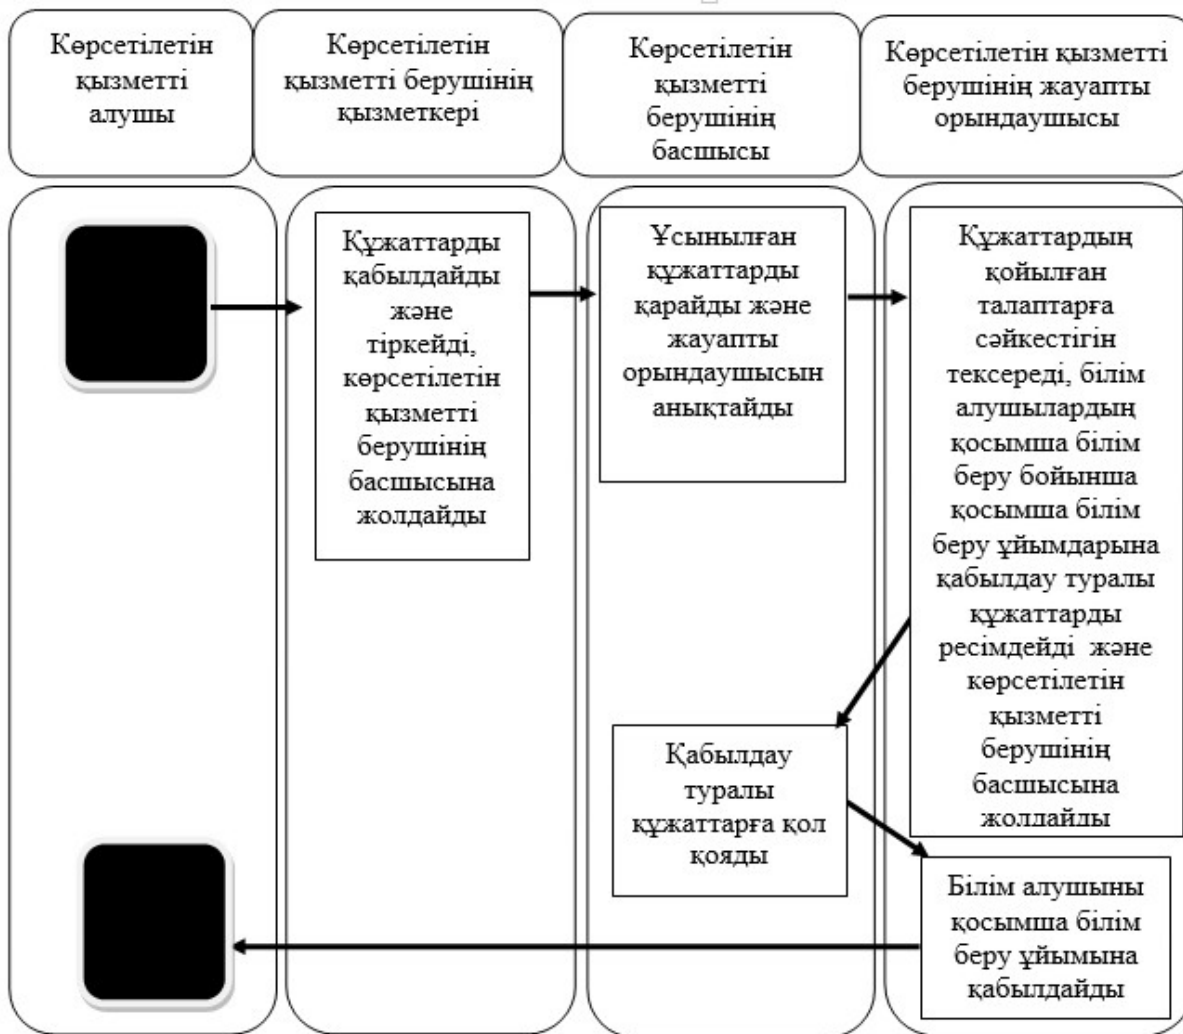 Көрсетілетін
қызметті
алушы
Көрсетілетін
қызметті берушінің
қызметкері
Көрсетілетін
қызметті
берушінің
басшысы
Көрсетілетін қызметті
берушінің жауапты
орындаушысы
Құжаттарды
қабылдайды
және
тіркейді,
көрсетілетін
қызметті
берушінің
басшысына
жолдайды
Ұсынылған
құжаттарды
қарайды және
жауапты
орындаушысын
анықтайды
Құжаттардың
қойылған
талаптарға
сәйкестігін
тексереді, білім
алушылардың
қосымша білім
беру бойынша
қосымша білім
беру ұйымдарына
қабылдау туралы
құжаттарды
ресімдейді және
көрсетілетін
қызметті
берушінің
басшысына
жолдайды
Қабылдау
туралы
құжаттарға қол
қояды
Білім алушыны
қосымша білім
беру ұйымына
қабылдайды